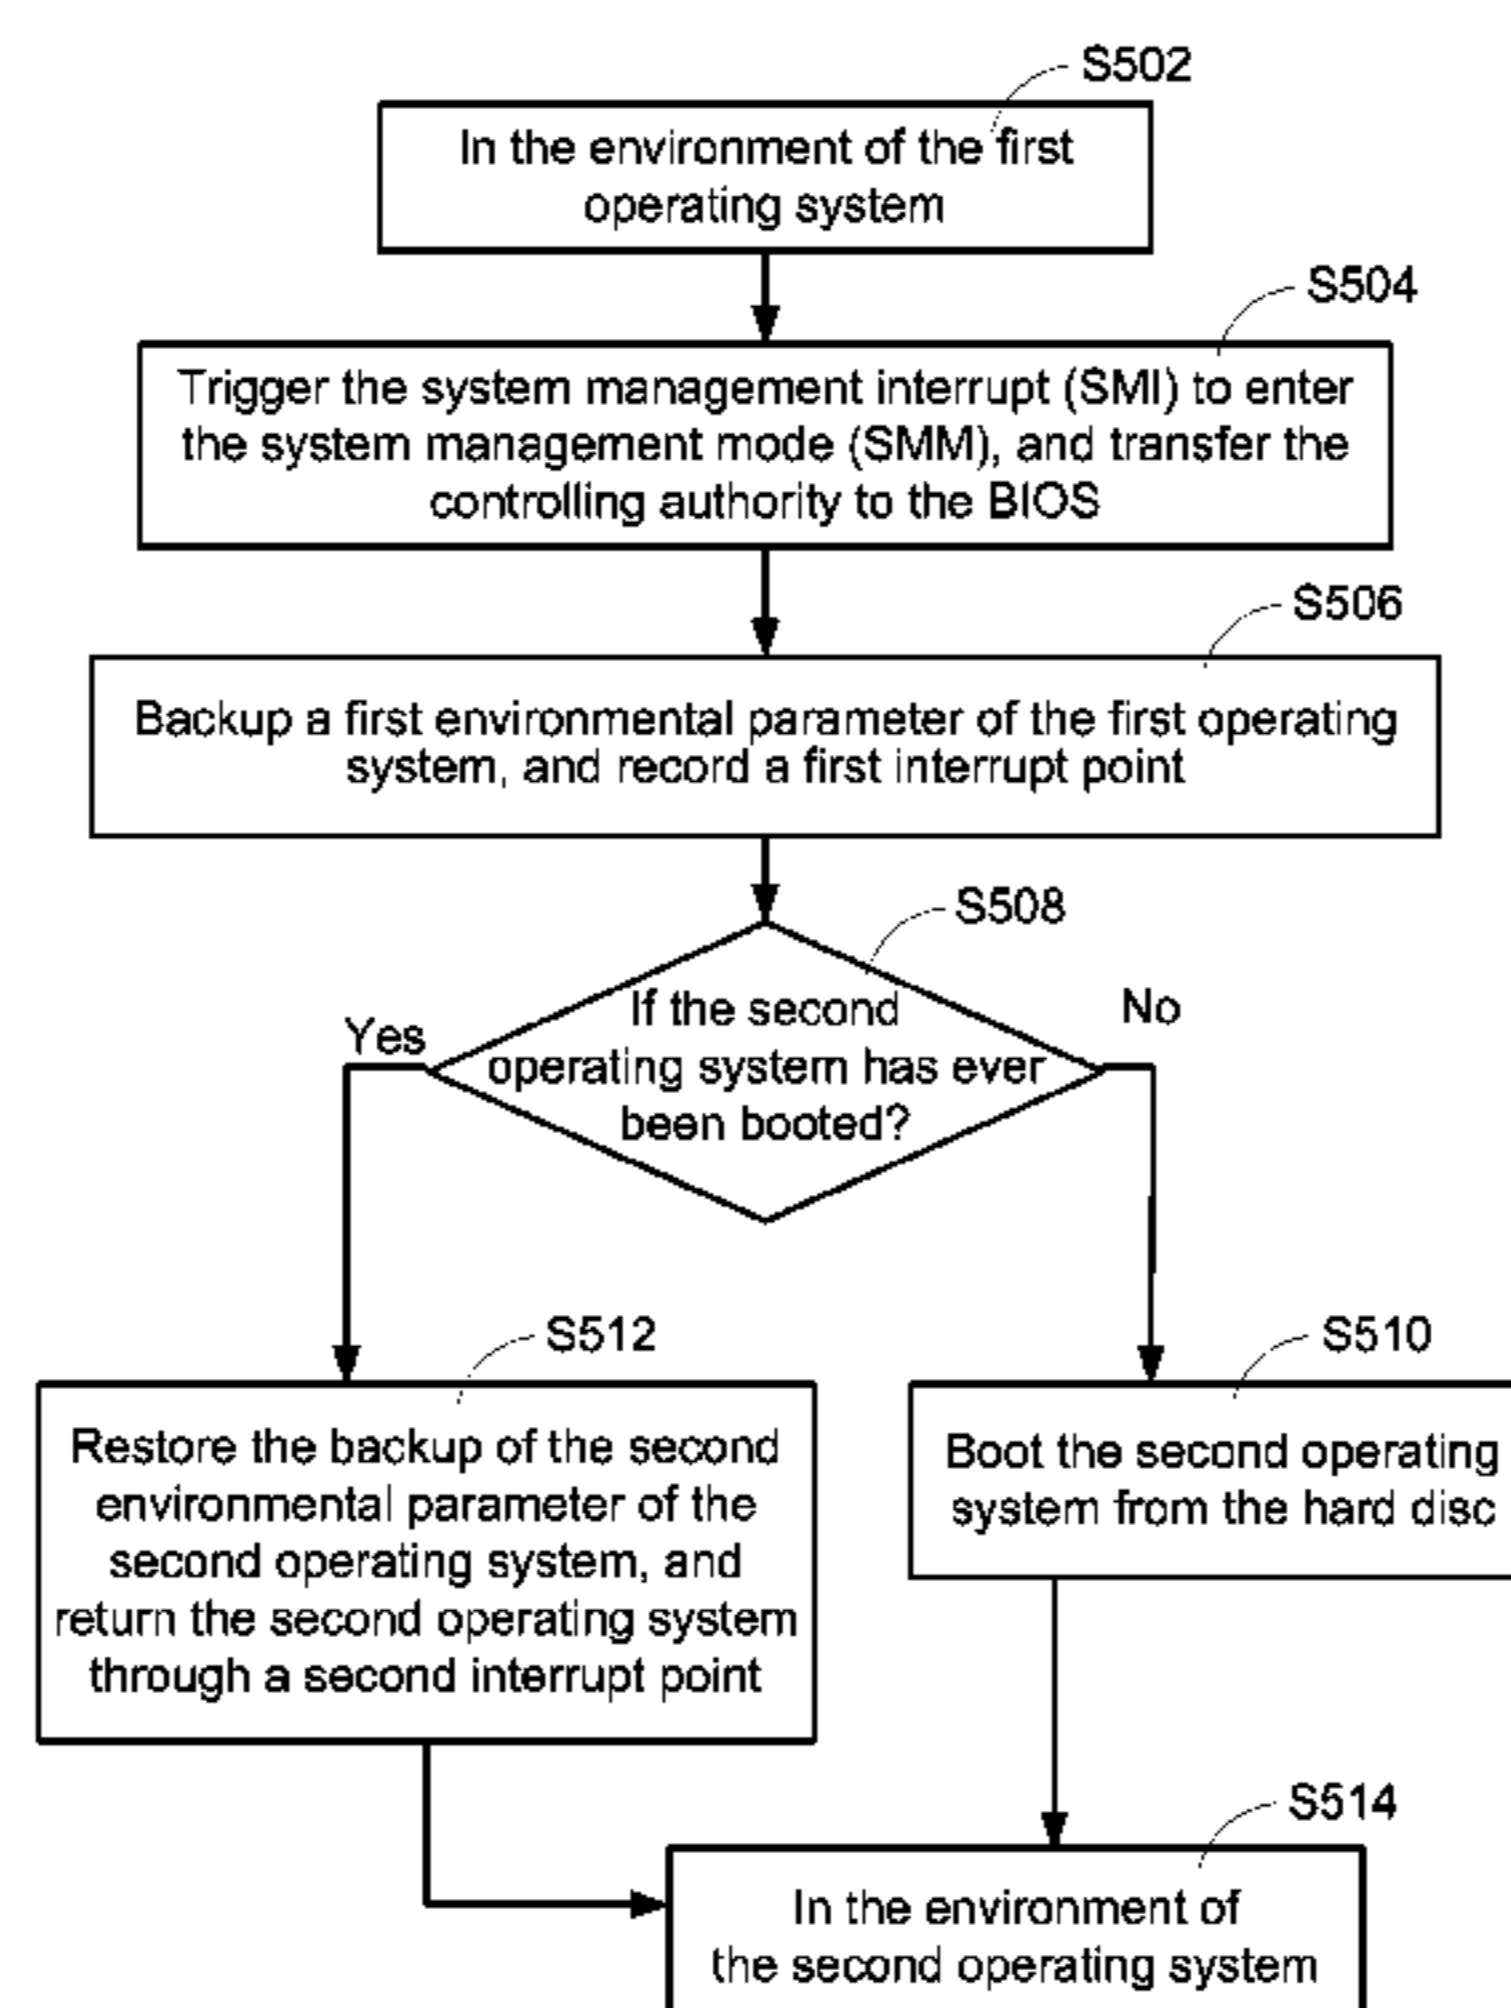 S502
In the environment of the first
operating system
S504
Trigger the system management interrupt (SMI) to enter
the system management mode (SMM), and transfer the
controlling authority to the BIOS
S506
Backup a first environmental parameter of the first operating
system, and record a first interrupt point
S508
If the second
operating system has ever
been booted?
Yes
No
S512
Restore the backup of the second
environmental parameter of the
second operating system, and
return the second operating system
through a second interrupt point
S510
Boot the second operating
system from the hard disc
S514
In the environment of
the second operating system